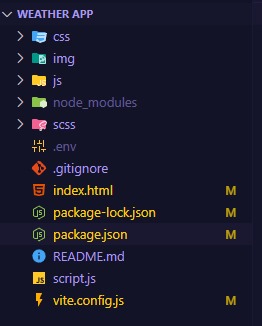 WEATHER APP
css
img
js
node_modules
scss
.env
.gitignore
index.html M
package-lock.json M
package.json M
README.md
script.js
vite.config.js M